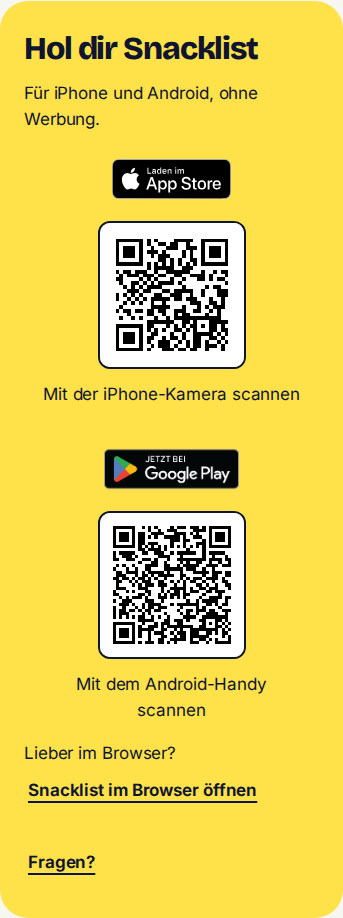 Hol dir Snacklist
Für iPhone und Android, ohne
Werbung.
Laden im
App Store
Mit der iPhone-Kamera scannen
JETZT BEI
Google Play
Mit dem Android-Handy
scannen
Lieber im Browser?
Snacklist im Browser öffnen
Fragen?